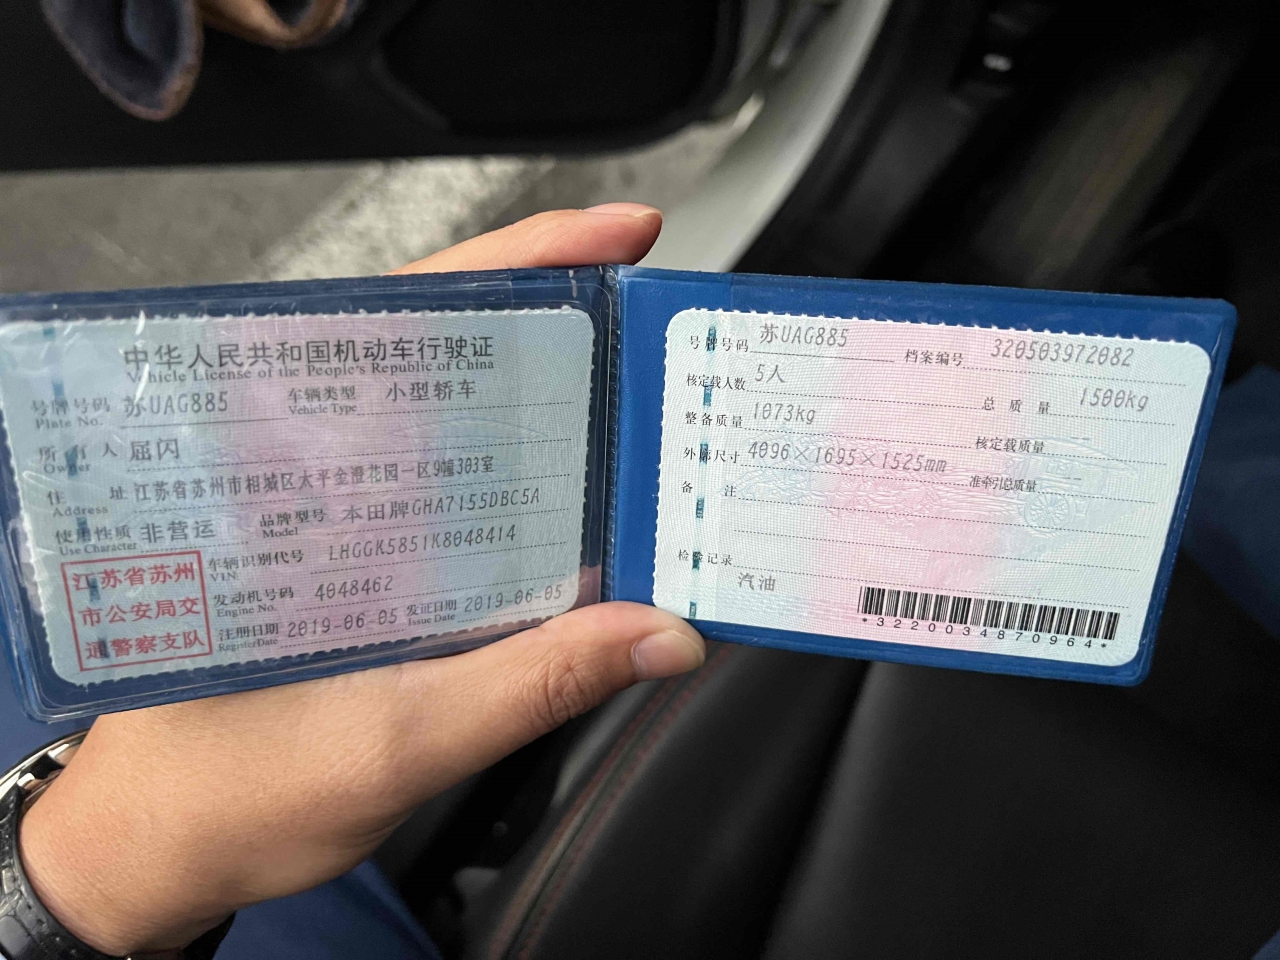 中华人民共和国机动车行驶证
Vehicle License of the People's Republic of China
号牌号码 苏UAG885 车辆类型 小型轿车
Plate No. Vehicle Type
所有人 屈闪
Owner
住址 江苏省苏州市相城区太平金澄花园一区9幢303室
Address
使用性质 非营运 品牌型号 本田牌GHA7155DBC5A
Use Character Model
江苏省苏州
市公安局交
通警察支队
车辆识别代号 LHGGK5851K8048414
VIN
发动机号码 4048462
Engine No.
注册日期 2019-06-05 发证日期 2019-06-05
Register Date Issue Date
号牌号码 苏UAG885 档案编号 320503972082
核定载人数 5人 总质量 1500kg
整备质量 1073kg 核定载质量 --
外廓尺寸 4096×1695×1525mm 准牵引总质量 --
备注
检验记录
汽油
*3220034870964*